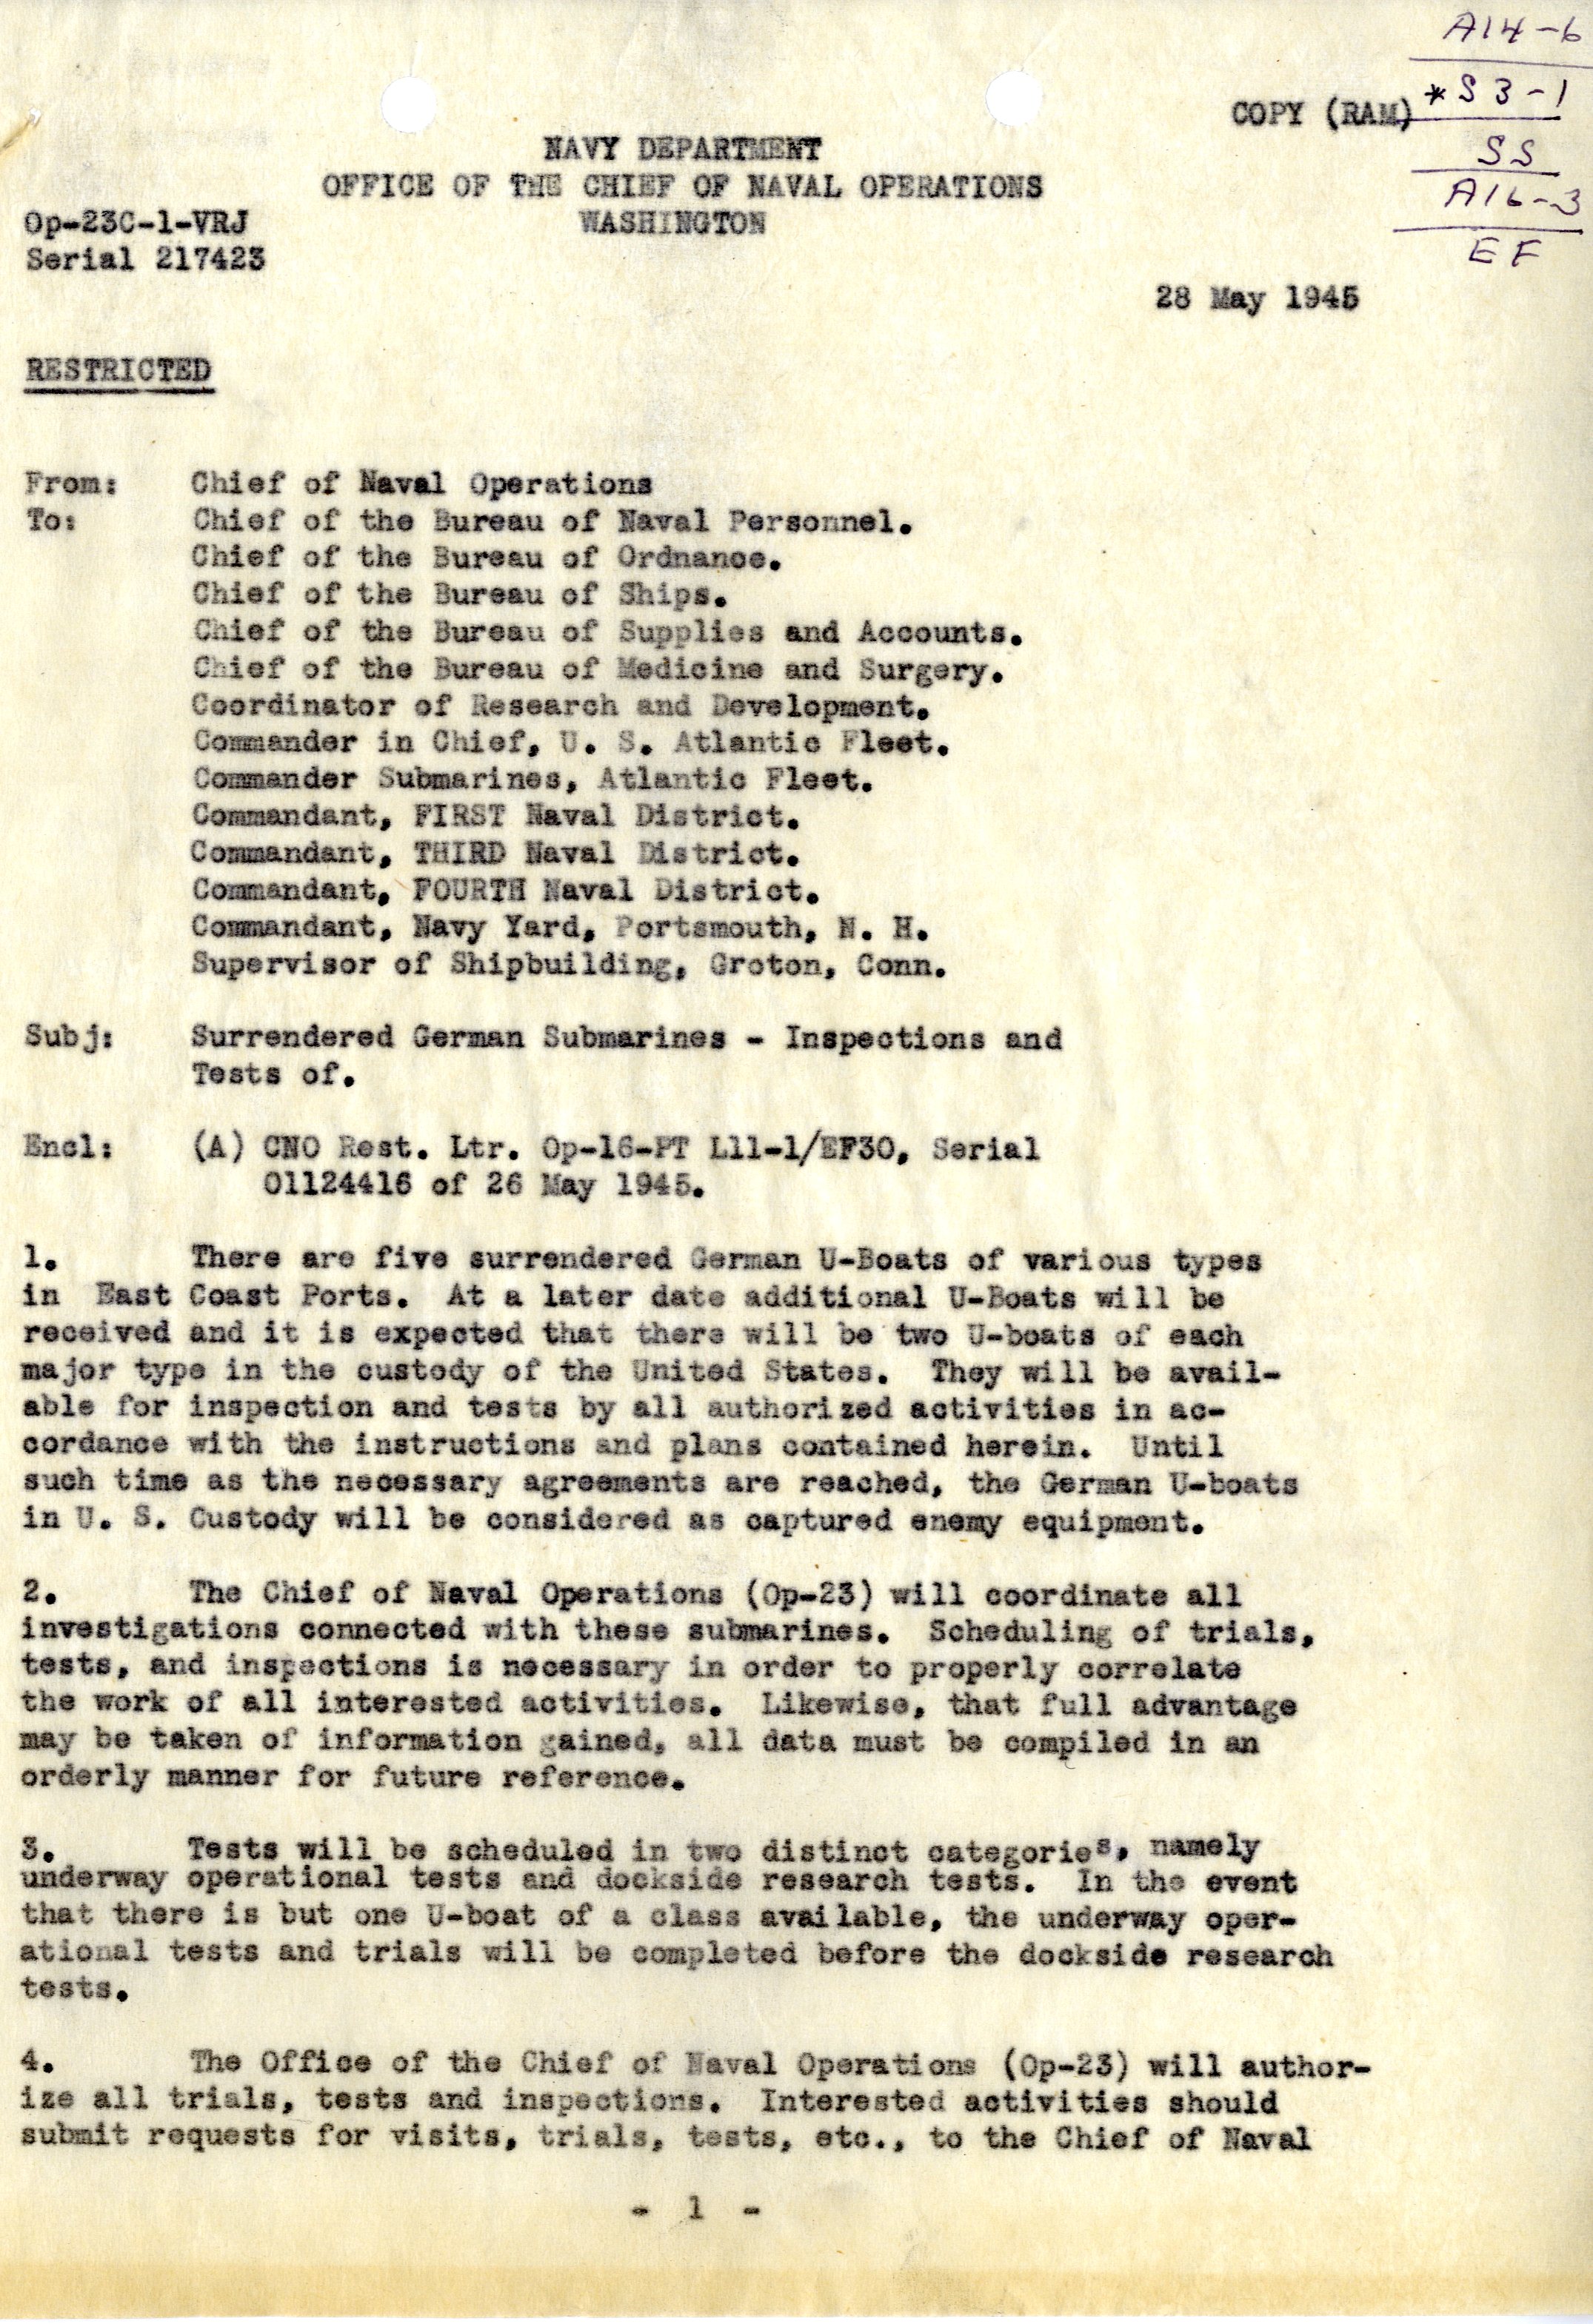 A14-6
*S3-1
COPY (RAM)
SS
A16-3
EF
NAVY DEPARTMENT
OFFICE OF THE CHIEF OF NAVAL OPERATIONS
WASHINGTON
Op-23C-1-VRJ
Serial 217423
28 May 1945
RESTRICTED
From: Chief of Naval Operations
To: Chief of the Bureau of Naval Personnel.
Chief of the Bureau of Ordnance.
Chief of the Bureau of Ships.
Chief of the Bureau of Supplies and Accounts.
Chief of the Bureau of Medicine and Surgery.
Coordinator of Research and Development.
Commander in Chief, U. S. Atlantic Fleet.
Commander Submarines, Atlantic Fleet.
Commandant, FIRST Naval District.
Commandant, THIRD Naval District.
Commandant, FOURTH Naval District.
Commandant, Navy Yard, Portsmouth, N. H.
Supervisor of Shipbuilding, Groton, Conn.
Subj: Surrendered German Submarines - Inspections and
Tests of.
Encl: (A) CNO Rest. Ltr. Op-16-PT L11-1/EF30, Serial
01124416 of 26 May 1945.
1. There are five surrendered German U-Boats of various types
in East Coast Ports. At a later date additional U-Boats will be
received and it is expected that there will be two U-boats of each
major type in the custody of the United States. They will be avail-
able for inspection and tests by all authorized activities in ac-
cordance with the instructions and plans contained herein. Until
such time as the necessary agreements are reached, the German U-boats
in U. S. Custody will be considered as captured enemy equipment.
2. The Chief of Naval Operations (Op-23) will coordinate all
investigations connected with these submarines. Scheduling of trials,
tests, and inspections is necessary in order to properly correlate
the work of all interested activities. Likewise, that full advantage
may be taken of information gained, all data must be compiled in an
orderly manner for future reference.
3. Tests will be scheduled in two distinct categories, namely
underway operational tests and dockside research tests. In the event
that there is but one U-boat of a class available, the underway oper-
ational tests and trials will be completed before the dockside research
tests.
4. The Office of the Chief of Naval Operations (Op-23) will author-
ize all trials, tests and inspections. Interested activities should
submit requests for visits, trials, tests, etc., to the Chief of Naval
- 1 -